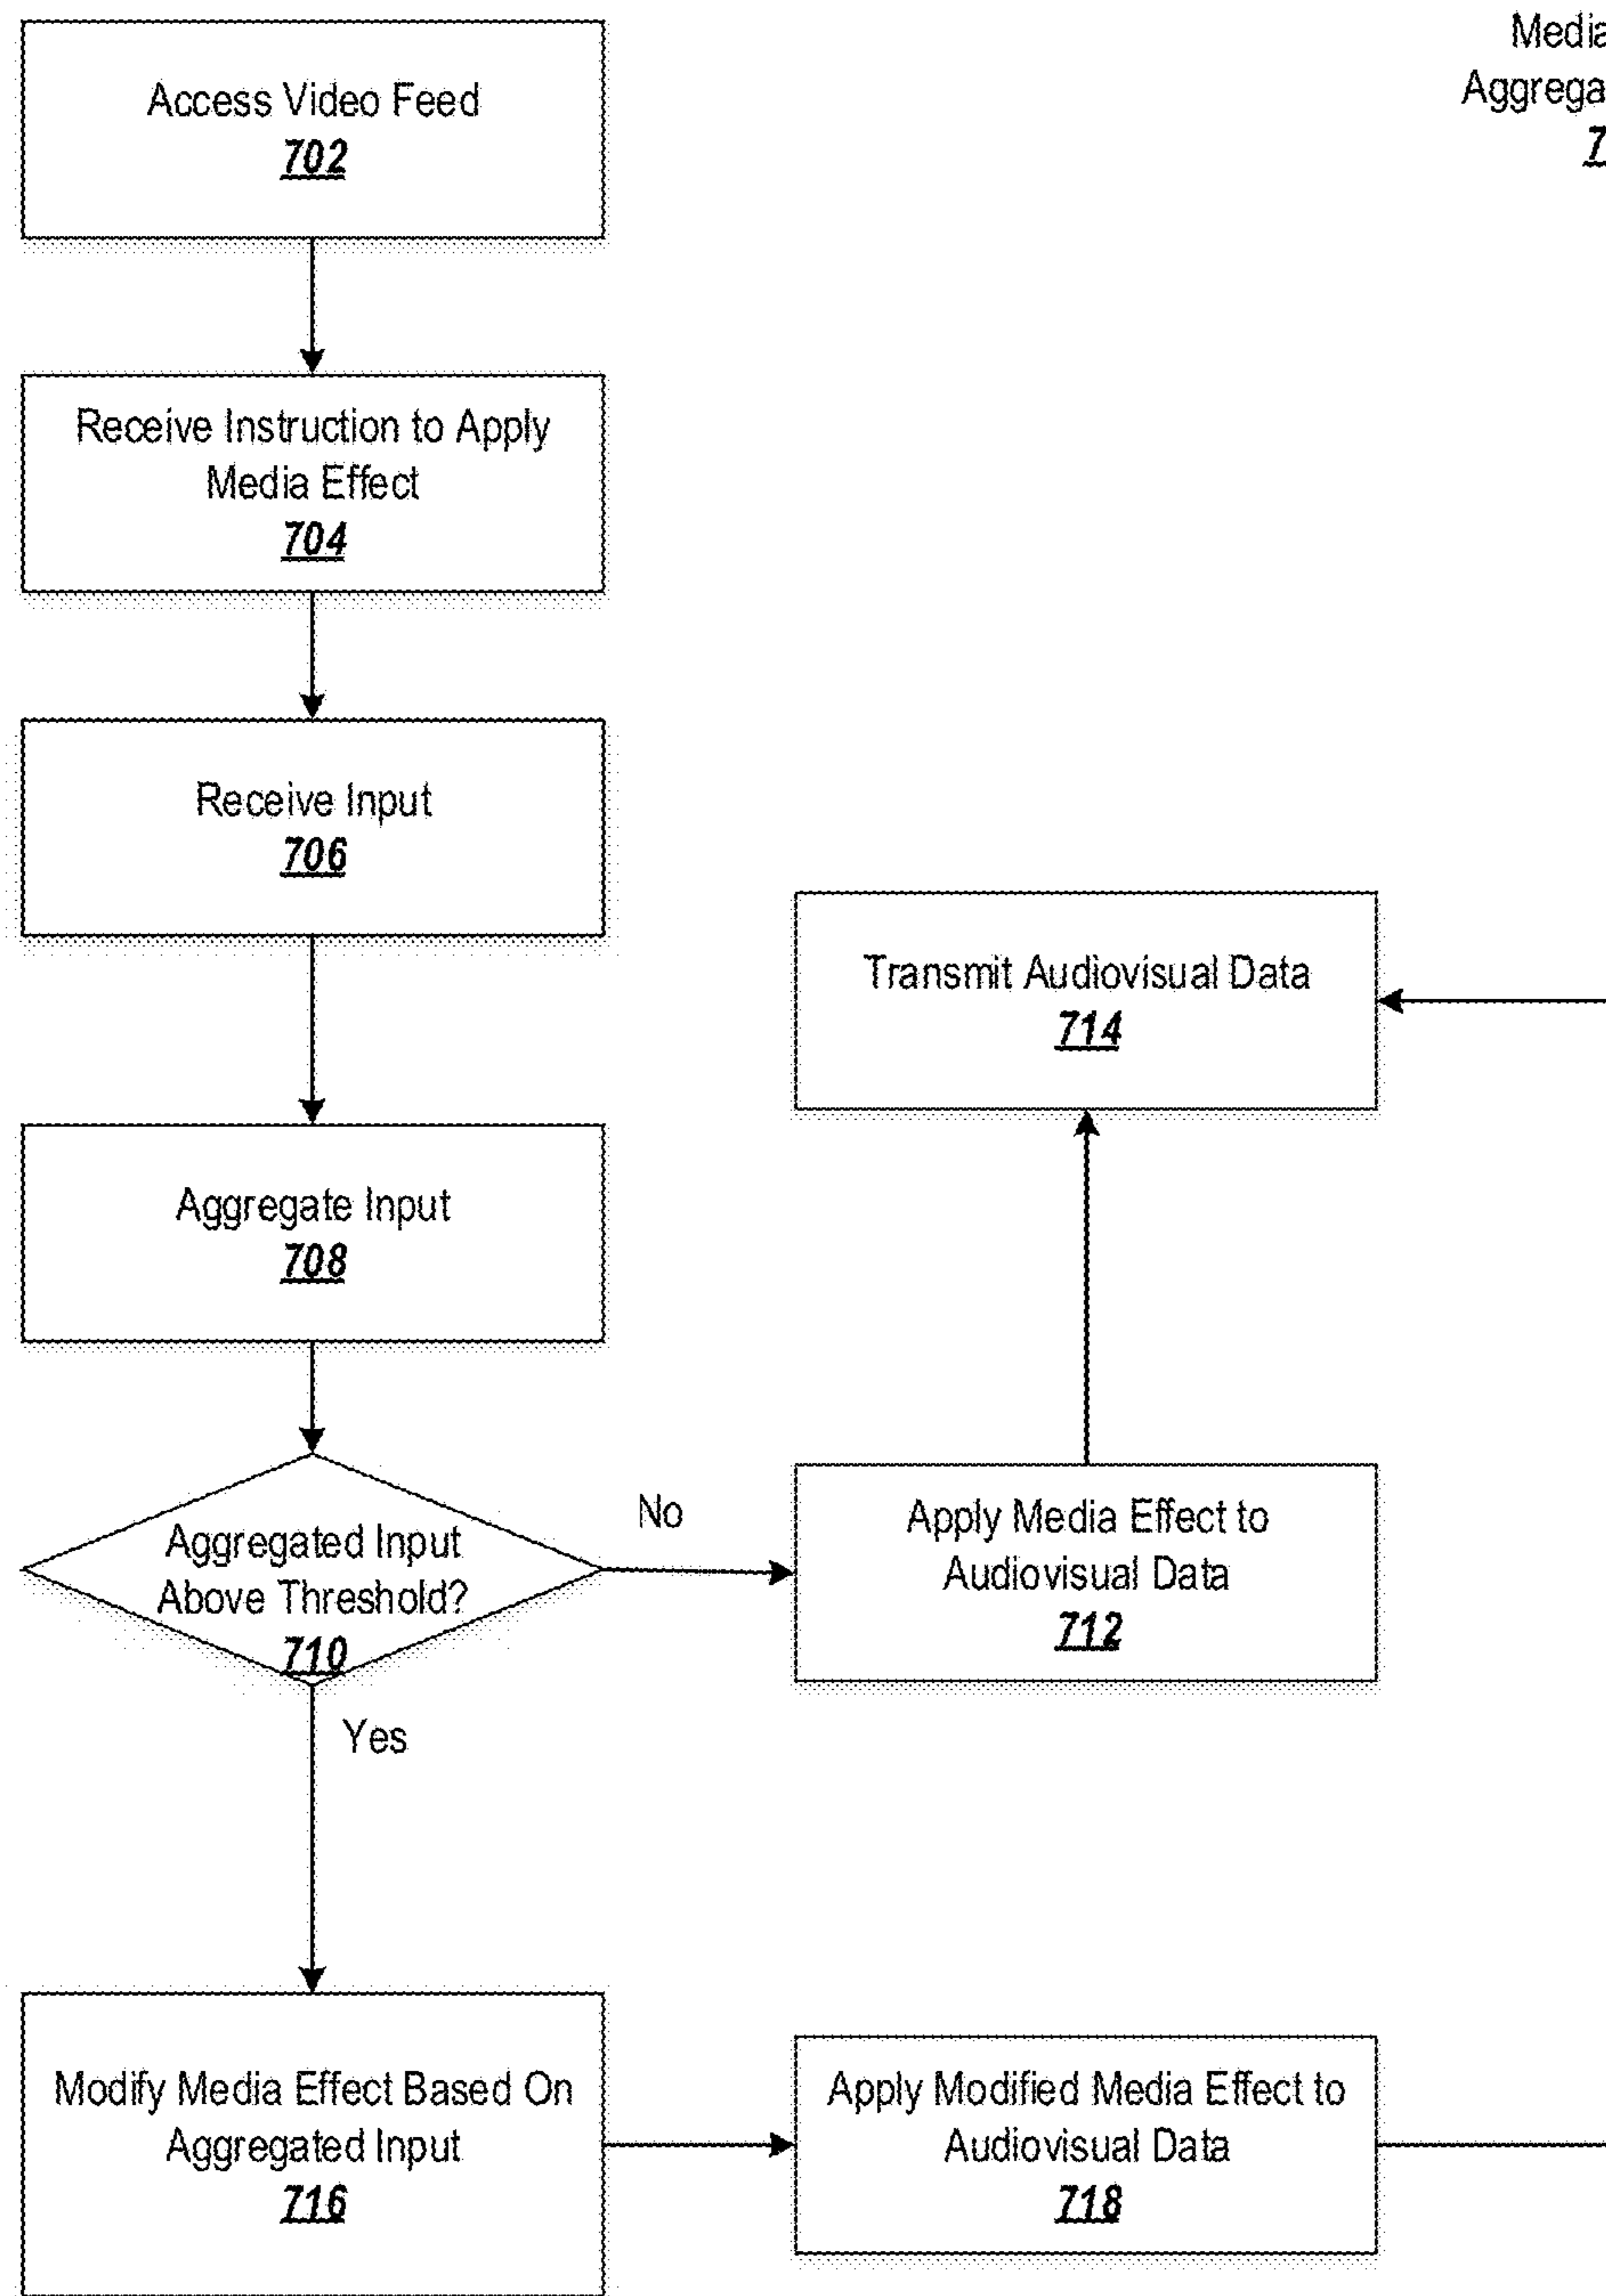 Access Video Feed
702
Receive Instruction to Apply
Media Effect
704
Receive Input
706
Aggregate Input
708
Aggregated Input
Above Threshold?
710
No
Yes
Apply Media Effect to
Audiovisual Data
712
Transmit Audiovisual Data
714
Modify Media Effect Based On
Aggregated Input
716
Apply Modified Media Effect to
Audiovisual Data
718